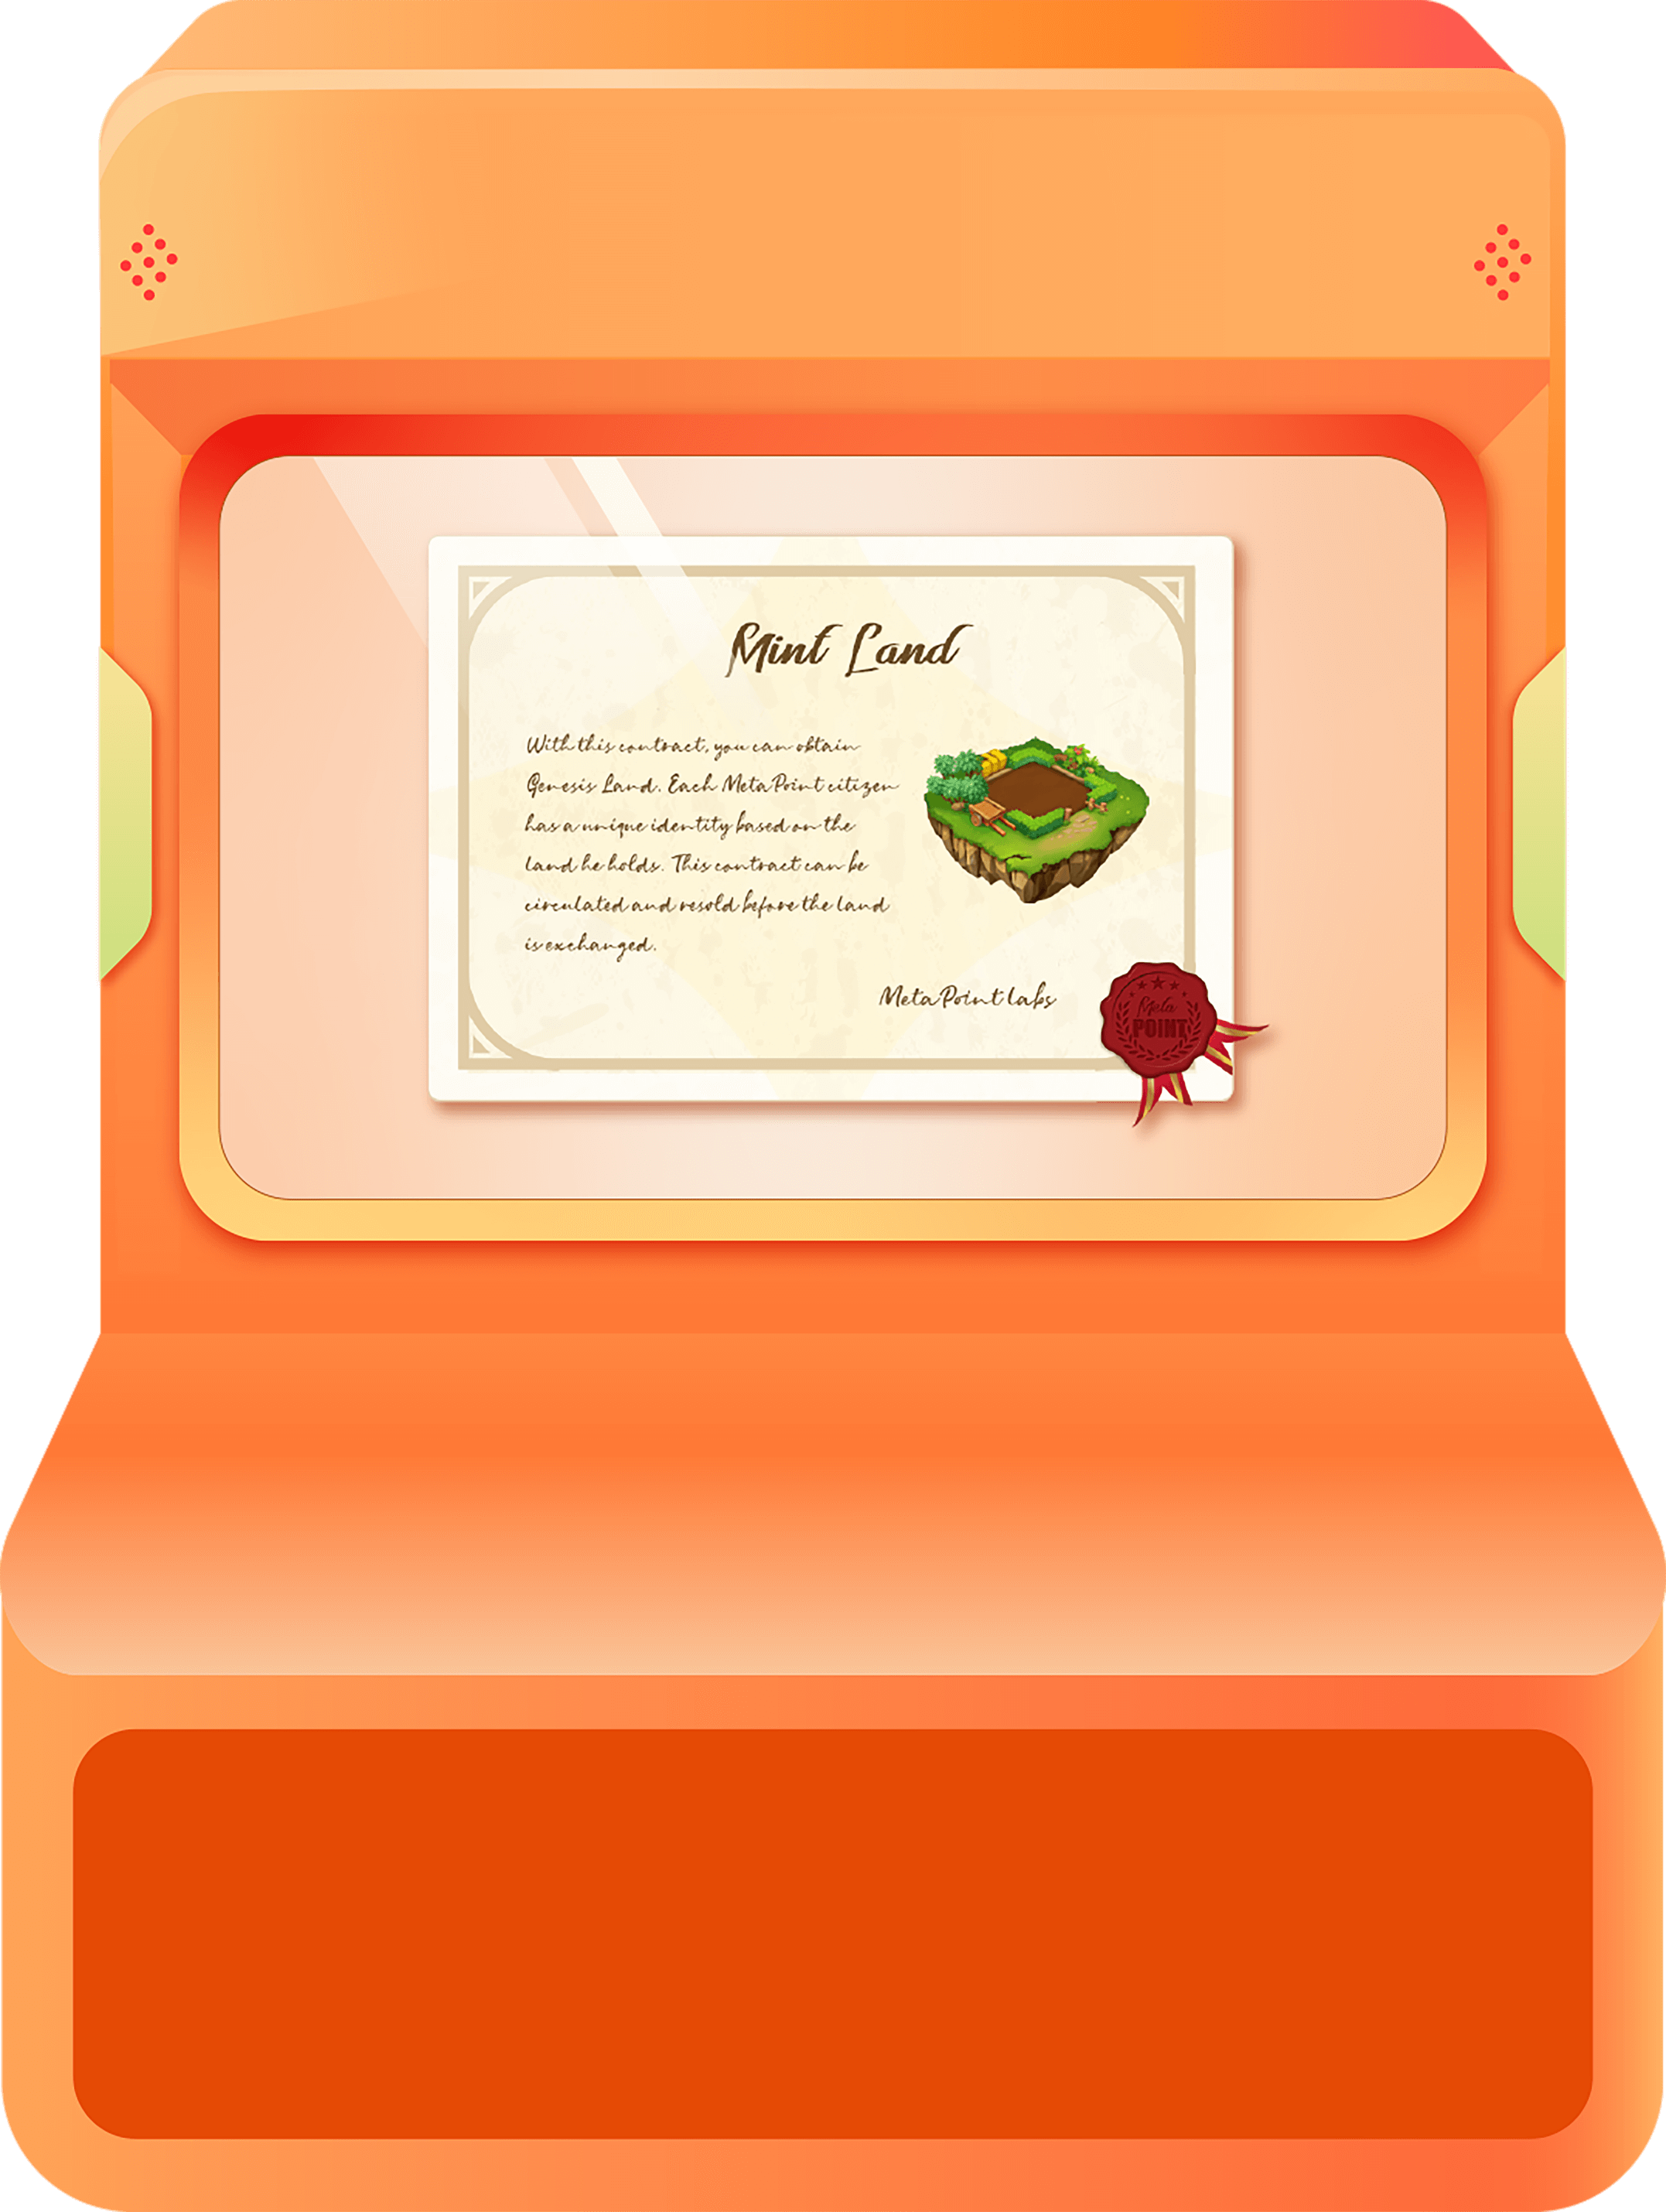 Mint Land
With this contract, you can obtain
Genesis Land. Each MetaPoint citizen
has a unique identity based on the
land he holds. This contract can be
circulated and resold before the land
is exchanged.
MetaPoint labs
Meta
POINT